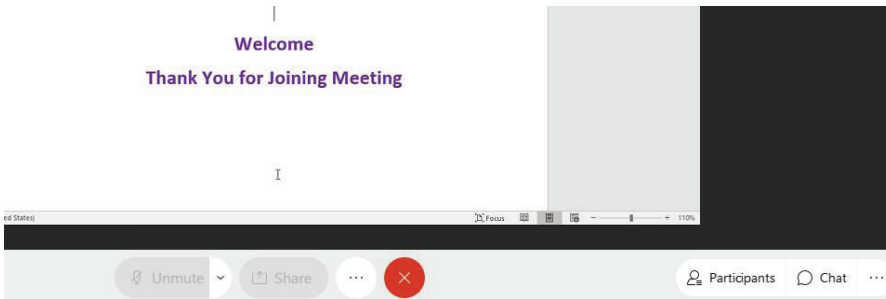 Welcome
Thank You for Joining Meeting
ed States)
Focus
110%
Unmute
Share
Participants
Chat